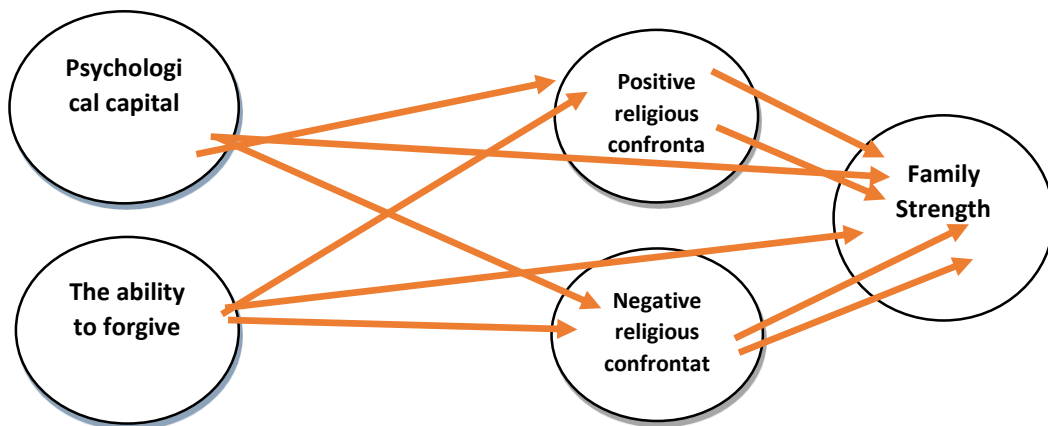 Psychologi
cal capital
Positive
religious
confronta
Family
Strength
The ability
to forgive
Negative
religious
confrontat